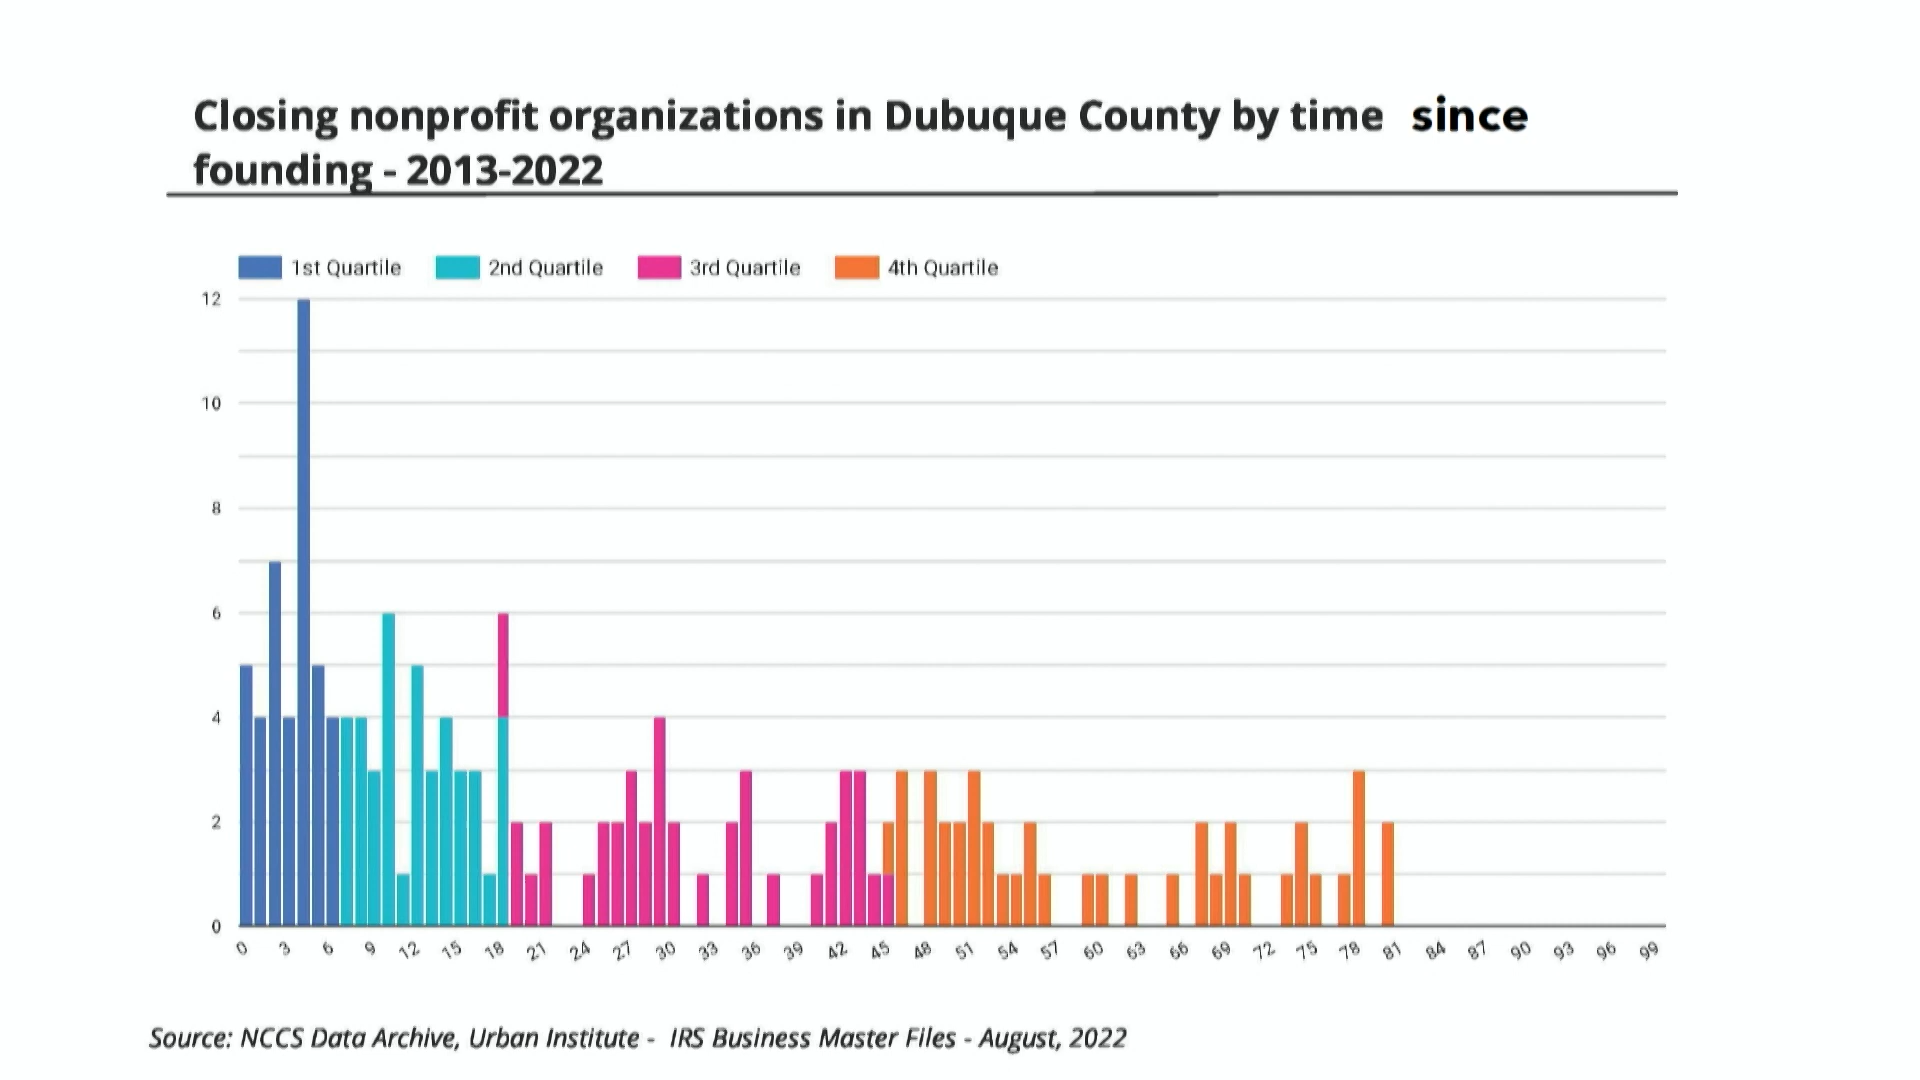 Closing nonprofit organizations in Dubuque County by time since
founding - 2013-2022
1st Quartile 2nd Quartile 3rd Quartile 4th Quartile
12
10
8
6
4
2
0
0 3 6 9 12 15 18 21 24 27 30 33 36 39 42 45 48 51 54 57 60 63 66 69 72 75 78 81 84 87 90 93 96 99
Source: NCCS Data Archive, Urban Institute - IRS Business Master Files - August, 2022